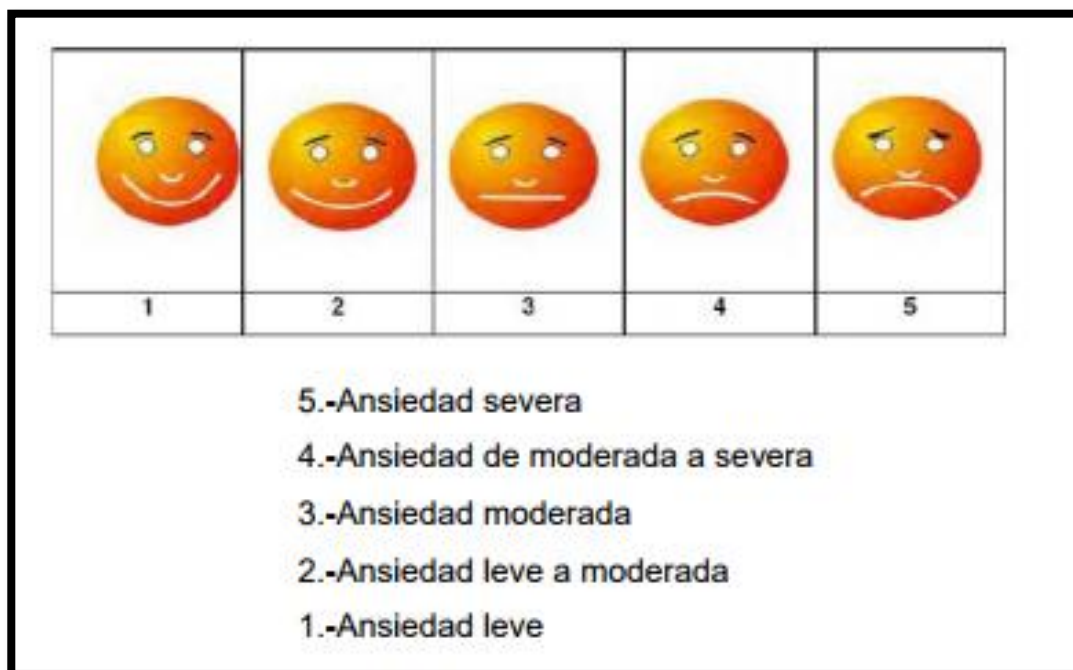 1 2 3 4 5
5.-Ansiedad severa
4.-Ansiedad de moderada a severa
3.-Ansiedad moderada
2.-Ansiedad leve a moderada
1.-Ansiedad leve